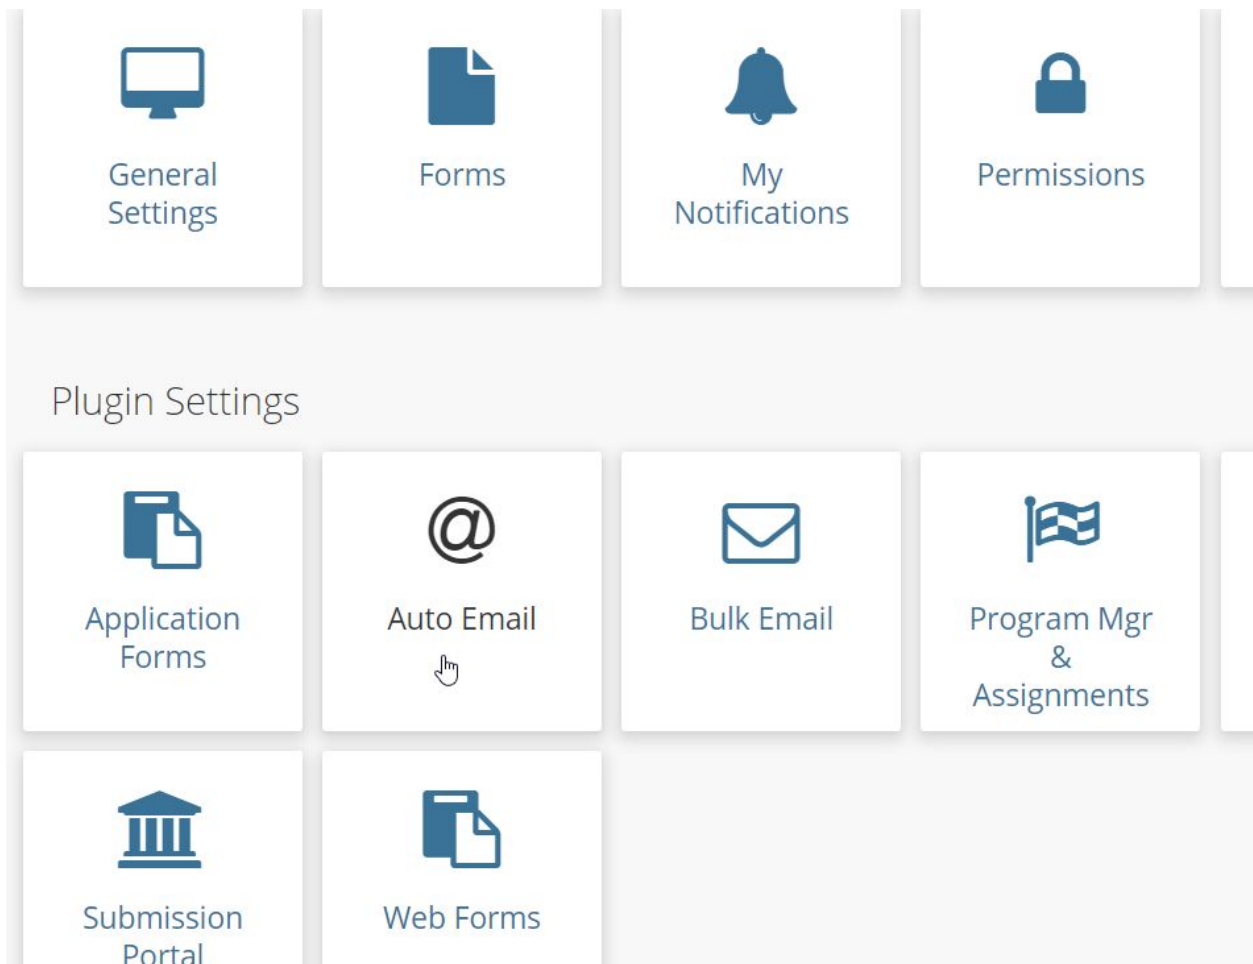 General
Settings
Forms
My
Notifications
Permissions
Plugin Settings
Application
Forms
@
Auto Email
Bulk Email
Program Mgr
&
Assignments
Submission
Portal
Web Forms